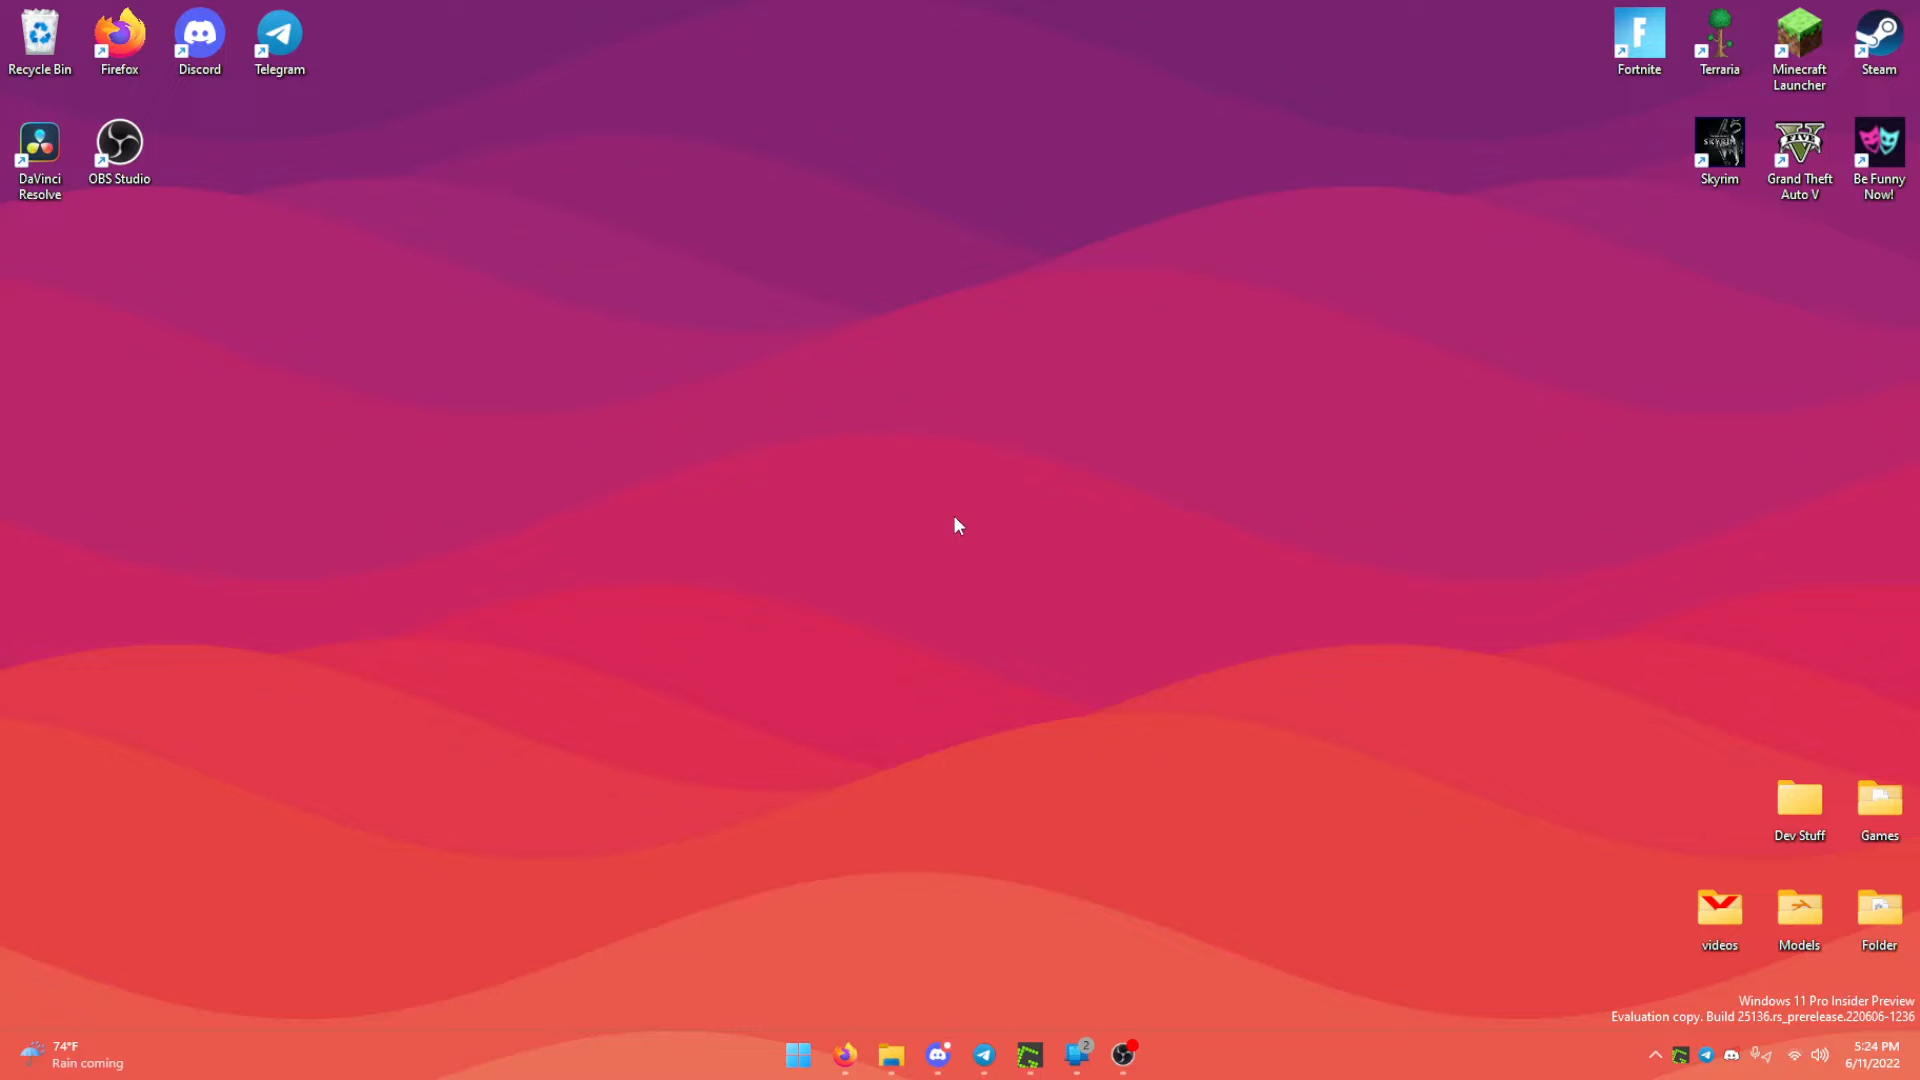 Recycle Bin
Firefox
Discord
Telegram
Fortnite
Terraria
Minecraft
Launcher
Steam
DaVinci
Resolve
OBS Studio
Skyrim
Grand Theft
Auto V
Be Funny
Now!
Dev Stuff
Games
videos
Models
Folder
Windows 11 Pro Insider Preview
Evaluation copy. Build 25136.rs_prerelease.220606-1236
74°F
Rain coming
2
5:24 PM
6/11/2022